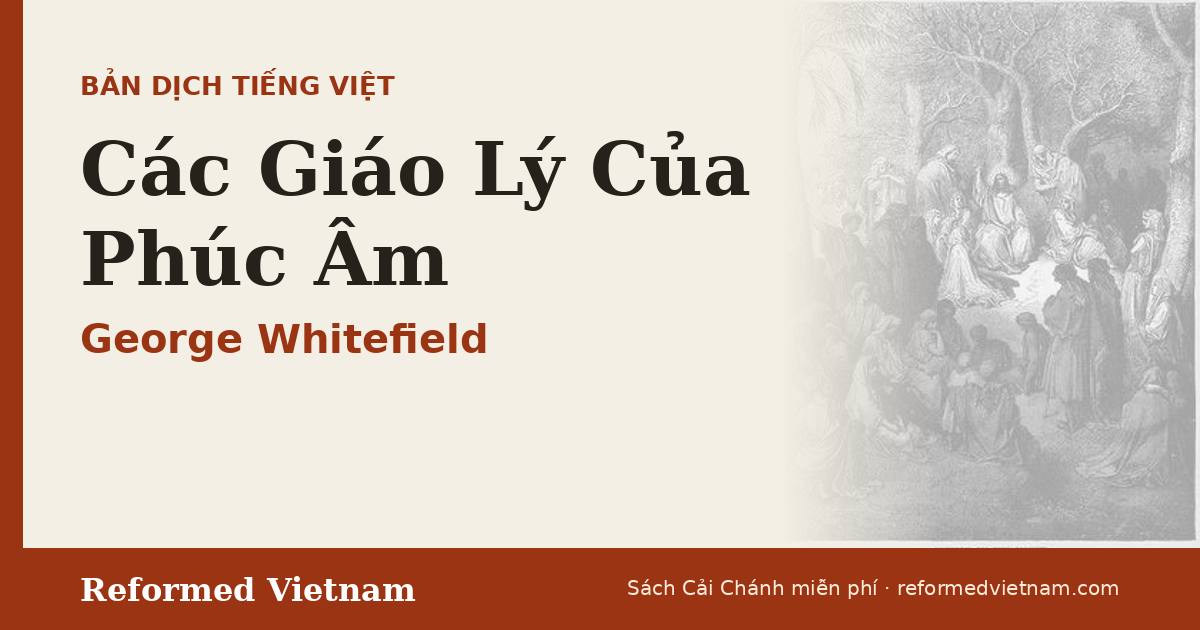 BẢN DỊCH TIẾNG VIỆT
Các Giáo Lý Của
Phúc Âm
George Whitefield
Reformed Vietnam
Sách Cải Chánh miễn phí · reformedvietnam.com